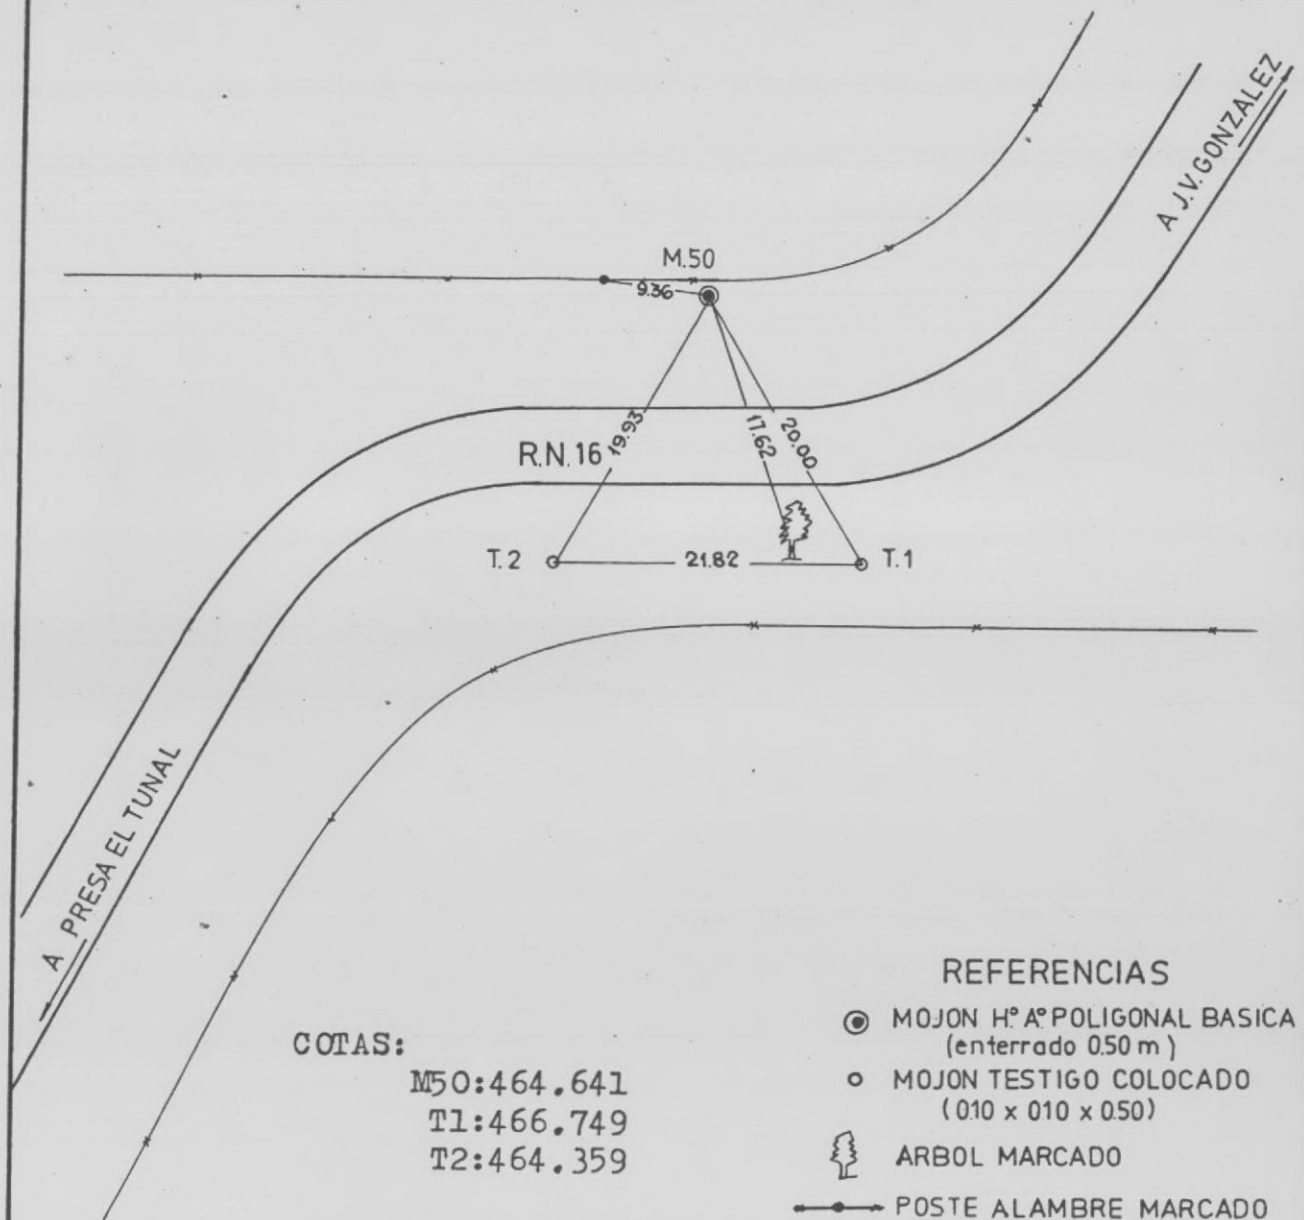 A J.V. GONZALEZ
M.50
9.36
19.93
17.62
20.00
R.N. 16
T.2
21.82
T.1
A PRESA EL TUNAL
REFERENCIAS
MOJON Hº Aº POLIGONAL BASICA
(enterrado 0.50 m)
MOJON TESTIGO COLOCADO
(0.10 x 0.10 x 0.50)
ARBOL MARCADO
POSTE ALAMBRE MARCADO
COTAS:
M50:464.641
T1:466.749
T2:464.359